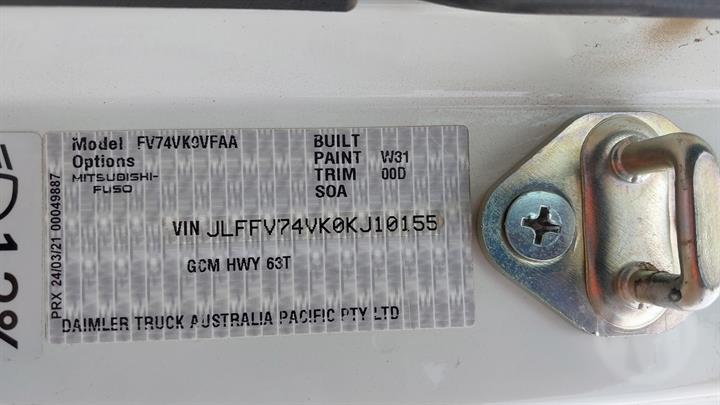 Model FV74VK0VFAA
Options
MITSUBISHI-
FUSO
BUILT
PAINT W31
TRIM 00D
SOA
VIN JLFFV74VK0KJ10155
GCM HWY 63T
DAIMLER TRUCK AUSTRALIA PACIFIC PTY LTD
PRX 24/03/21 00049887